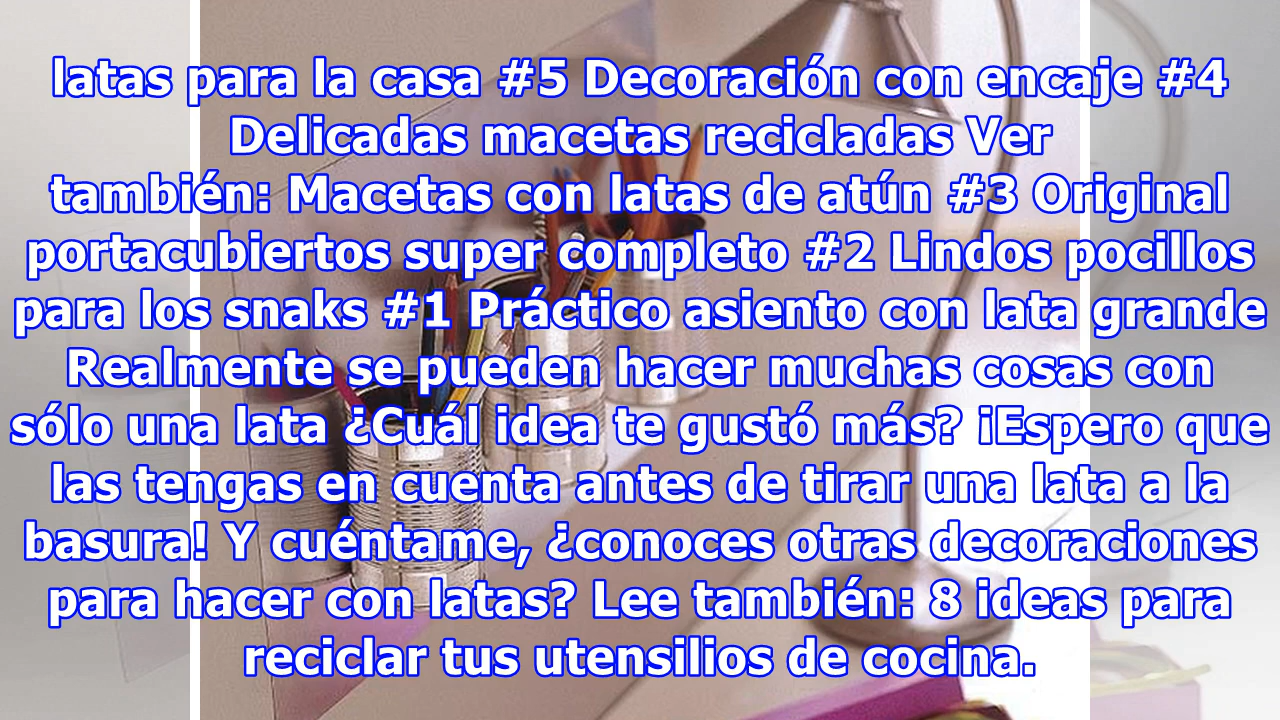 latas para la casa #5 Decoración con encaje #4
Delicadas macetas recicladas Ver
también: Macetas con latas de atún #3 Original
portacubiertos super completo #2 Lindos pocillos
para los snaks #1 Práctico asiento con lata grande
Realmente se pueden hacer muchas cosas con
sólo una lata ¿Cuál idea te gustó más? ¡Espero que
las tengas en cuenta antes de tirar una lata a la
basura! Y cuéntame, ¿conoces otras decoraciones
para hacer con latas? Lee también: 8 ideas para
reciclar tus utensilios de cocina.